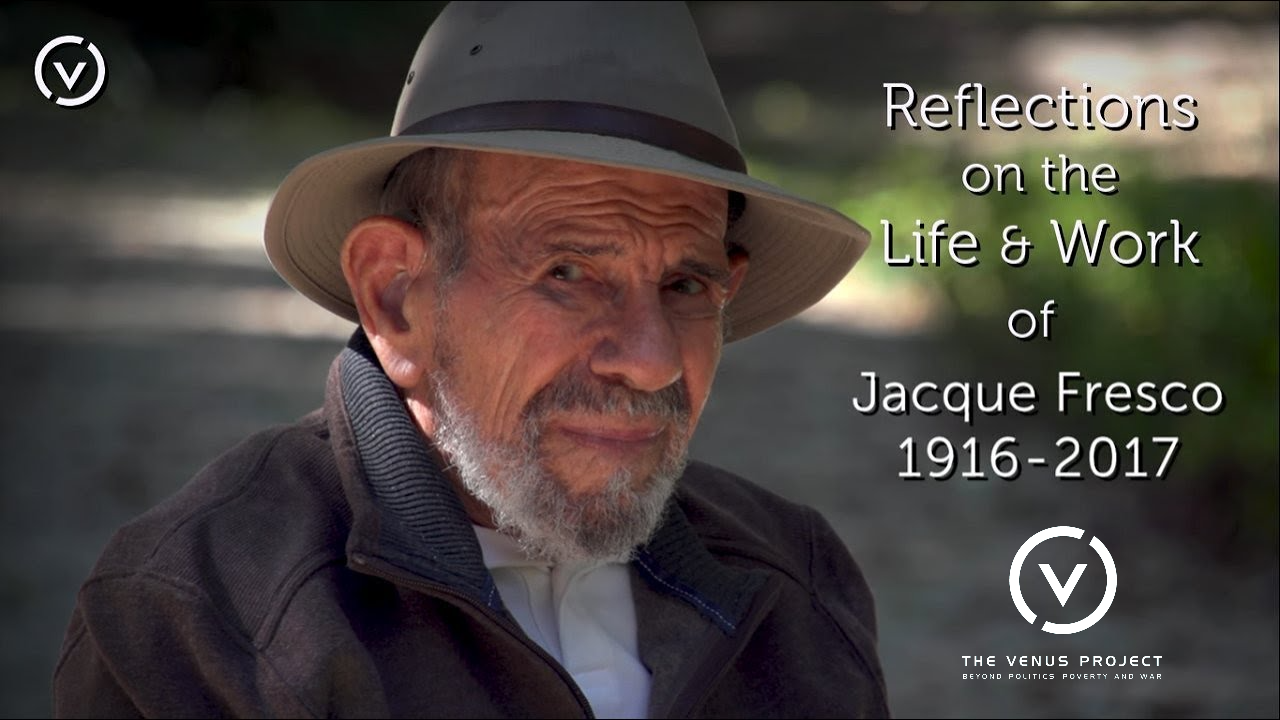 Reflections
on the
Life & Work
of
Jacque Fresco
1916-2017
THE VENUS PROJECT
BEYOND POLITICS POVERTY AND WAR